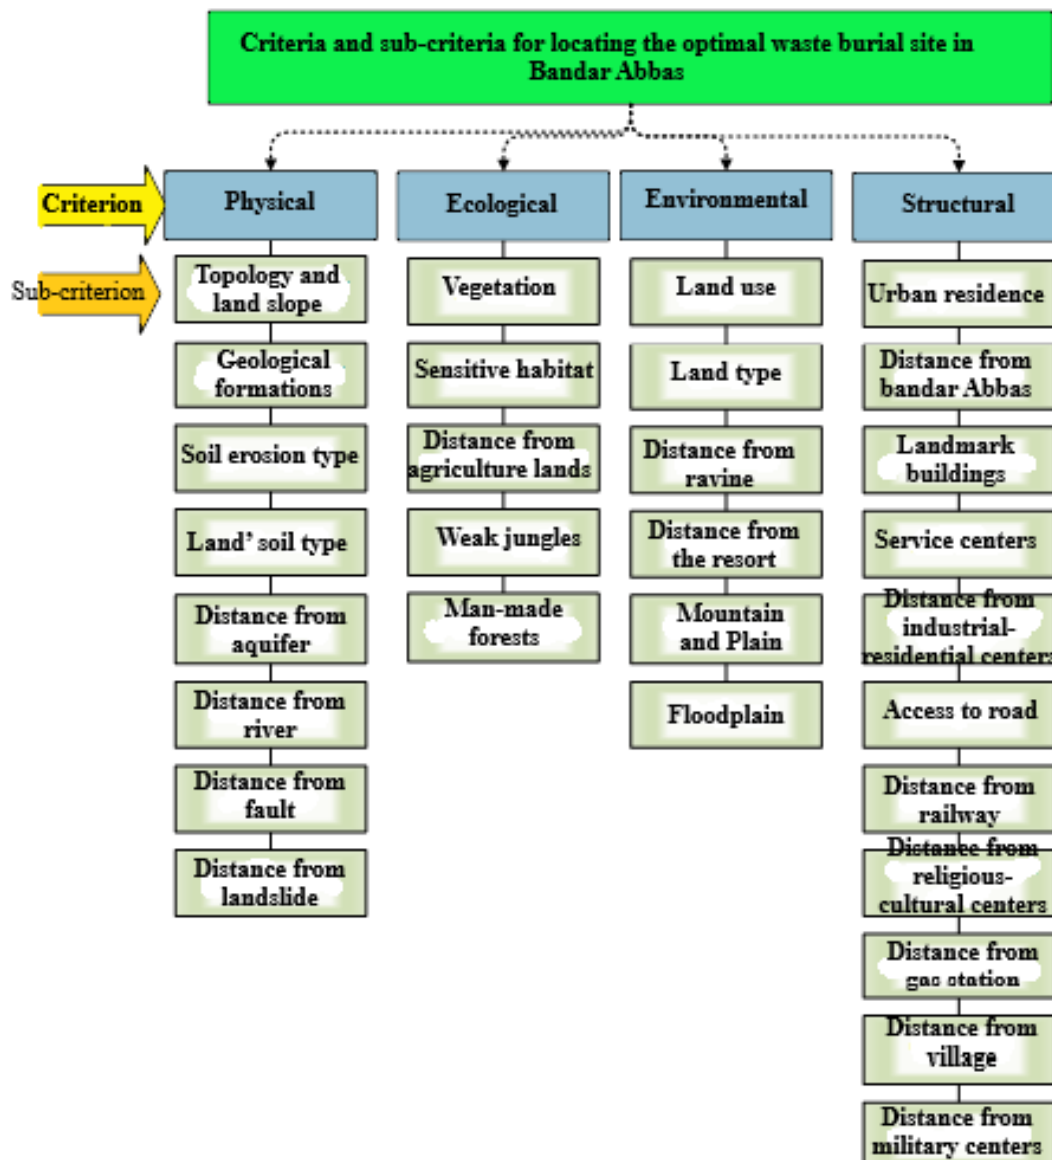 Criteria and sub-criteria for locating the optimal waste burial site in
Bandar Abbas
Criterion
Physical
Ecological
Environmental
Structural
Sub-criterion
Topology and
land slope
Geological
formations
Soil erosion type
Land' soil type
Distance from
aquifer
Distance from
river
Distance from
fault
Distance from
landslide
Vegetation
Sensitive habitat
Distance from
agriculture lands
Weak jungles
Man-made
forests
Land use
Land type
Distance from
ravine
Distance from
the resort
Mountain
and Plain
Floodplain
Urban residence
Distance from
bandar Abbas
Landmark
buildings
Service centers
Distance from
industrial-
residential centers
Access to road
Distance from
railway
Distance from
religious-
cultural centers
Distance from
gas station
Distance from
village
Distance from
military centers